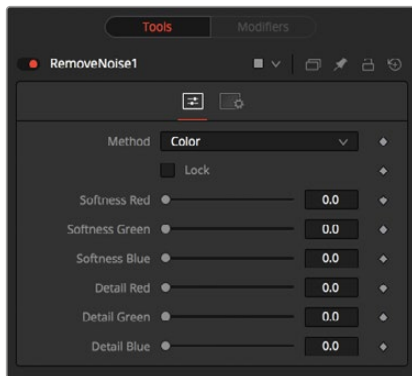 Tools Modifiers
RemoveNoise1
Method Color
Lock
Softness Red 0.0
Softness Green 0.0
Softness Blue 0.0
Detail Red 0.0
Detail Green 0.0
Detail Blue 0.0